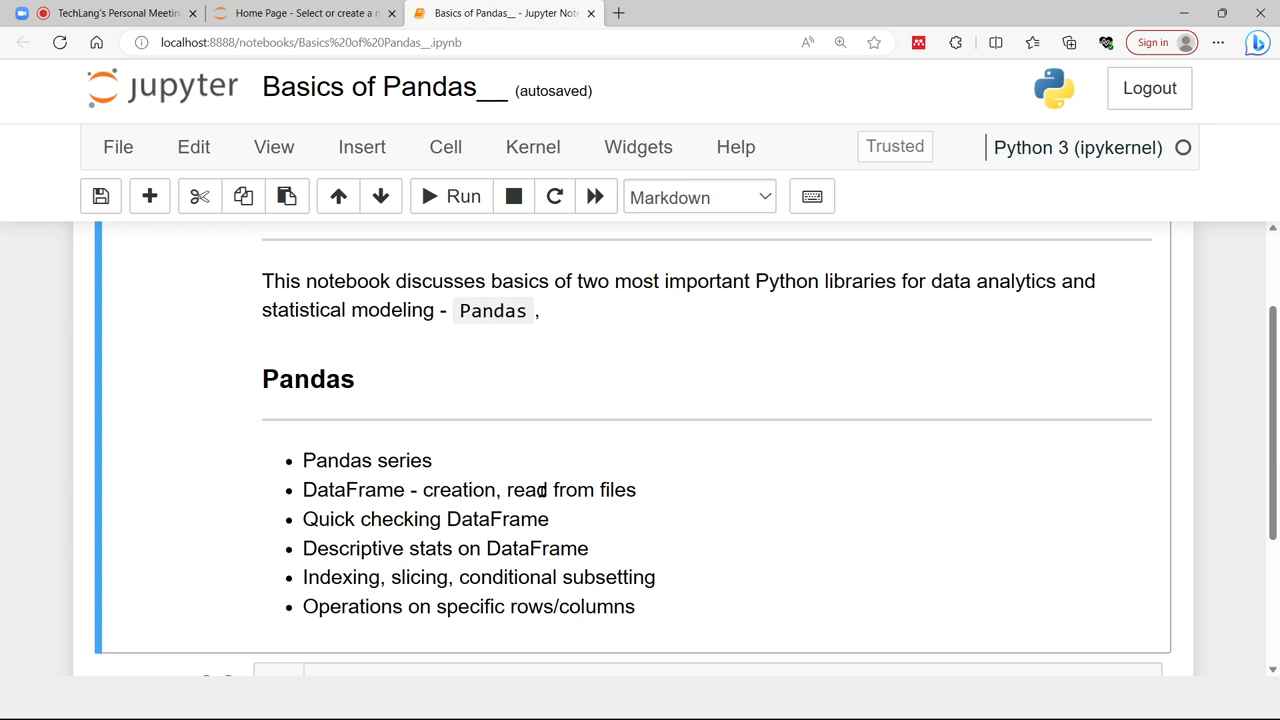 TechLang's Personal Meetin
Home Page - Select or create a n
Basics of Pandas__ - Jupyter Note
localhost:8888/notebooks/Basics%20of%20Pandas__.ipynb
Sign in
jupyter Basics of Pandas__ (autosaved)
Logout
File Edit View Insert Cell Kernel Widgets Help Trusted Python 3 (ipykernel)
Run Markdown
This notebook discusses basics of two most important Python libraries for data analytics and
statistical modeling - Pandas ,
Pandas
Pandas series
DataFrame - creation, read from files
Quick checking DataFrame
Descriptive stats on DataFrame
Indexing, slicing, conditional subsetting
Operations on specific rows/columns